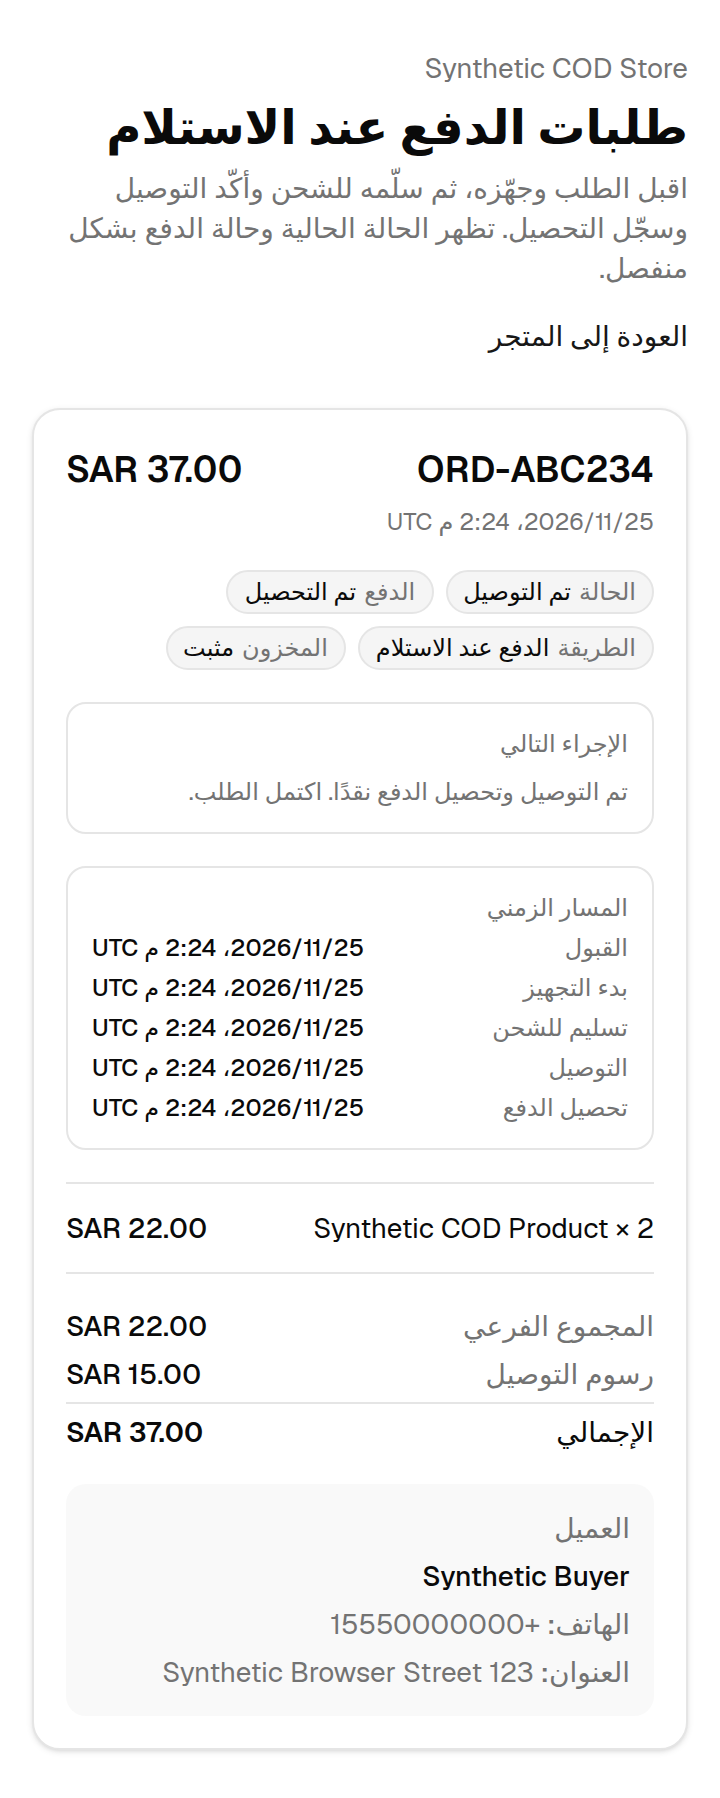 Synthetic COD Store
طلبات الدفع عند الاستلام
اقبل الطلب وجهّزه، ثم سلّمه للشحن وأكّد التوصيل
وسجّل التحصيل. تظهر الحالة الحالية وحالة الدفع بشكل
منفصل.
العودة إلى المتجر
ORD-ABC234 SAR 37.00
2026/11/25، 2:24 م UTC
الحالة تم التوصيل الدفع تم التحصيل
الطريقة الدفع عند الاستلام المخزون مثبت
الإجراء التالي
تم التوصيل وتحصيل الدفع نقدًا. اكتمل الطلب.
المسار الزمني
القبول 2026/11/25، 2:24 م UTC
بدء التجهيز 2026/11/25، 2:24 م UTC
تسليم للشحن 2026/11/25، 2:24 م UTC
التوصيل 2026/11/25، 2:24 م UTC
تحصيل الدفع 2026/11/25، 2:24 م UTC
Synthetic COD Product × 2 SAR 22.00
المجموع الفرعي SAR 22.00
رسوم التوصيل SAR 15.00
الإجمالي SAR 37.00
العميل
Synthetic Buyer
الهاتف: +15550000000
العنوان: Synthetic Browser Street 123